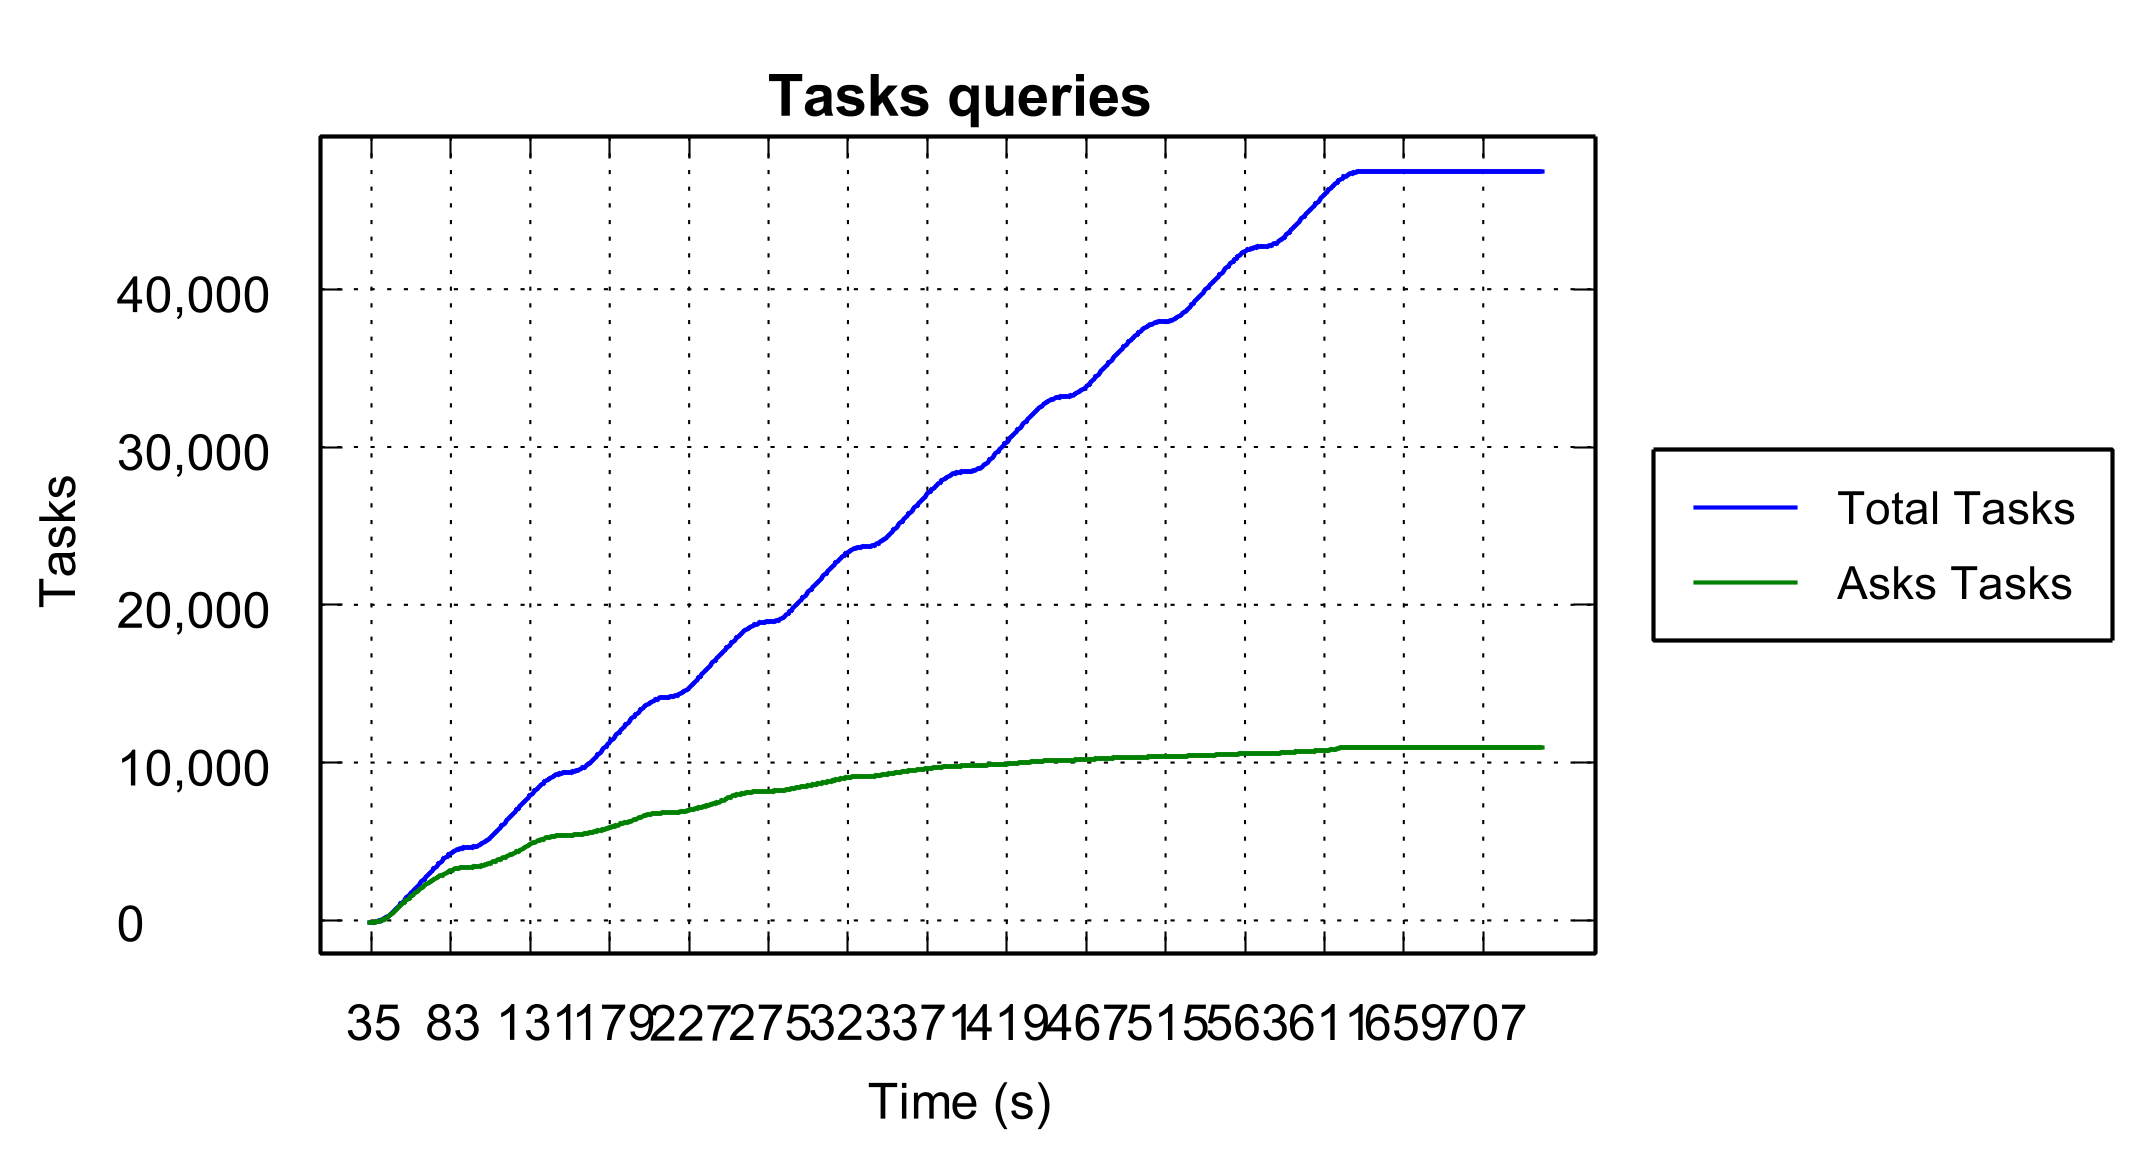 Tasks queries
40,000
30,000
20,000
10,000
0
Tasks
Total Tasks
Asks Tasks
35 83 131 179 227 275 323 371 419 467 515 563 611 659 707
Time (s)